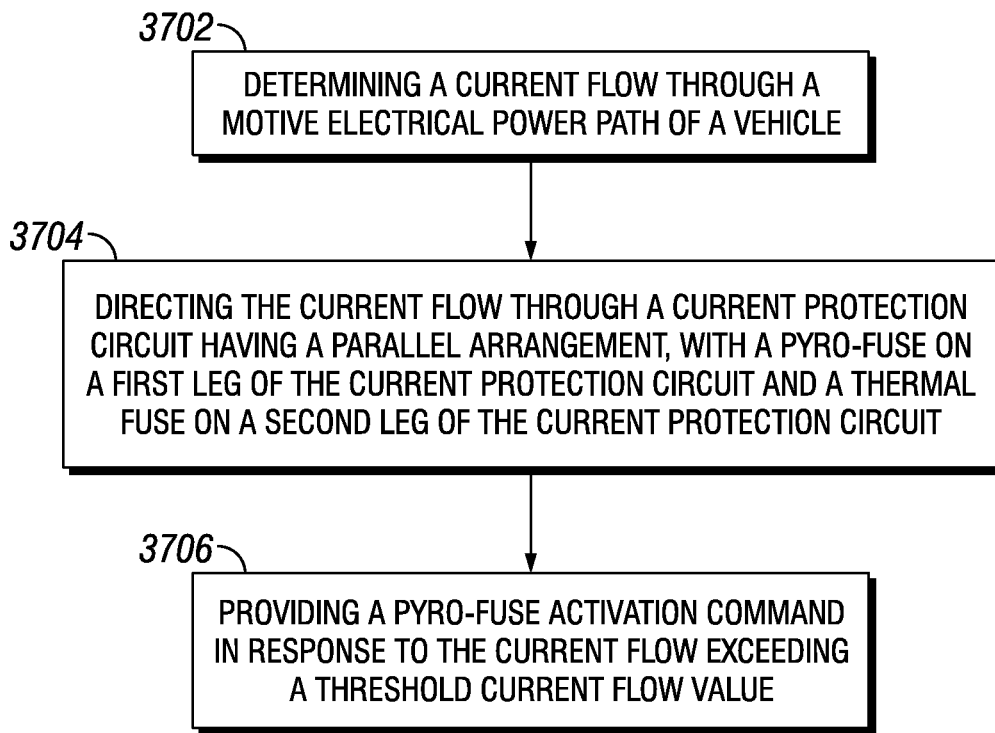 3702
DETERMINING A CURRENT FLOW THROUGH A
MOTIVE ELECTRICAL POWER PATH OF A VEHICLE
3704
DIRECTING THE CURRENT FLOW THROUGH A CURRENT PROTECTION
CIRCUIT HAVING A PARALLEL ARRANGEMENT, WITH A PYRO-FUSE ON
A FIRST LEG OF THE CURRENT PROTECTION CIRCUIT AND A THERMAL
FUSE ON A SECOND LEG OF THE CURRENT PROTECTION CIRCUIT
3706
PROVIDING A PYRO-FUSE ACTIVATION COMMAND
IN RESPONSE TO THE CURRENT FLOW EXCEEDING
A THRESHOLD CURRENT FLOW VALUE